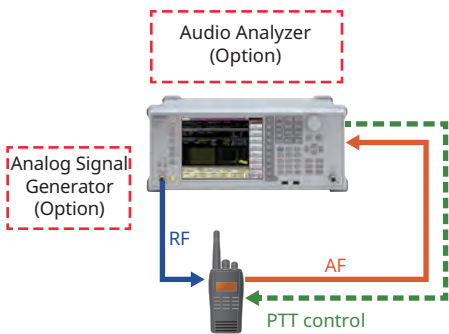 Audio Analyzer
(Option)
Analog Signal
Generator
(Option)
RF
AF
PTT control